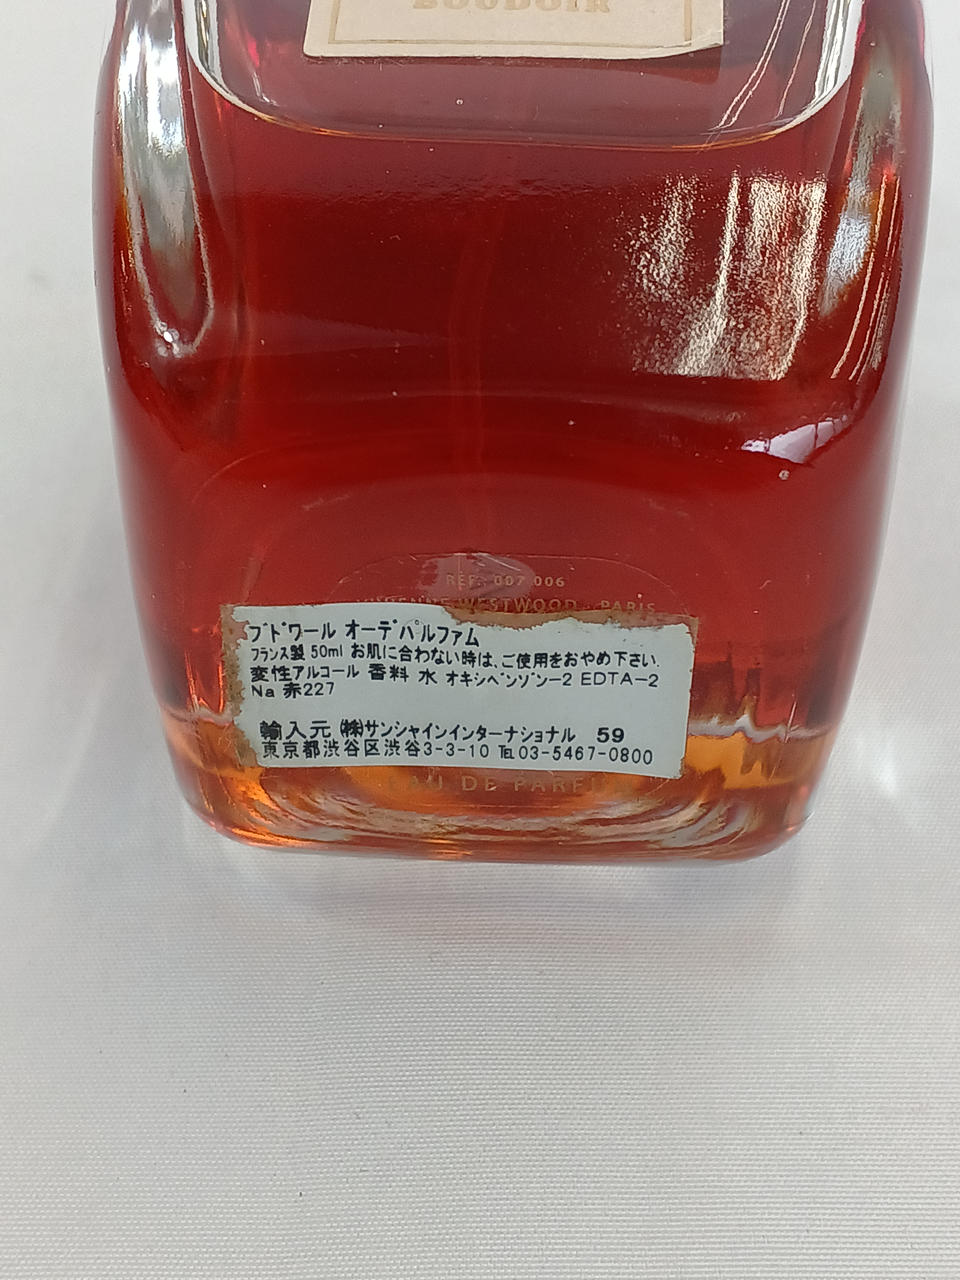 BOUDOIR
REF. 007 006
VIVIENNE WESTWOOD - PARIS
ブドワール オーデパルファム
フランス製 50ml お肌に合わない時は、ご使用をおやめ下さい.
変性アルコール 香料 水 オキシベンゾン-2 EDTA-2
Na 赤227
輸入元 ㈱サンシャインインターナショナル 59
東京都渋谷区渋谷3-3-10 ℡03-5467-0800
EAU DE PARFUM